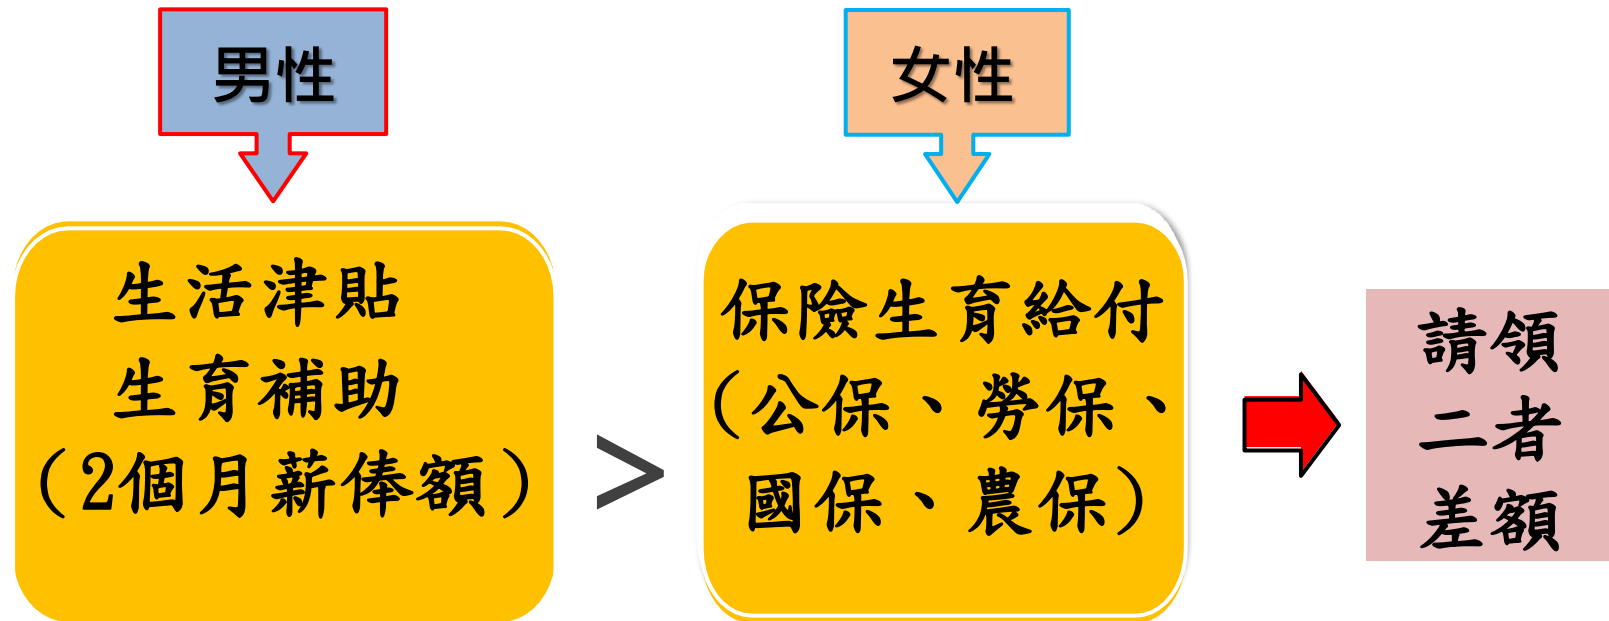 男性
生活津貼
生育補助
（2個月薪俸額）
>
女性
保險生育給付
(公保、勞保、
國保、農保)
請領
二者
差額